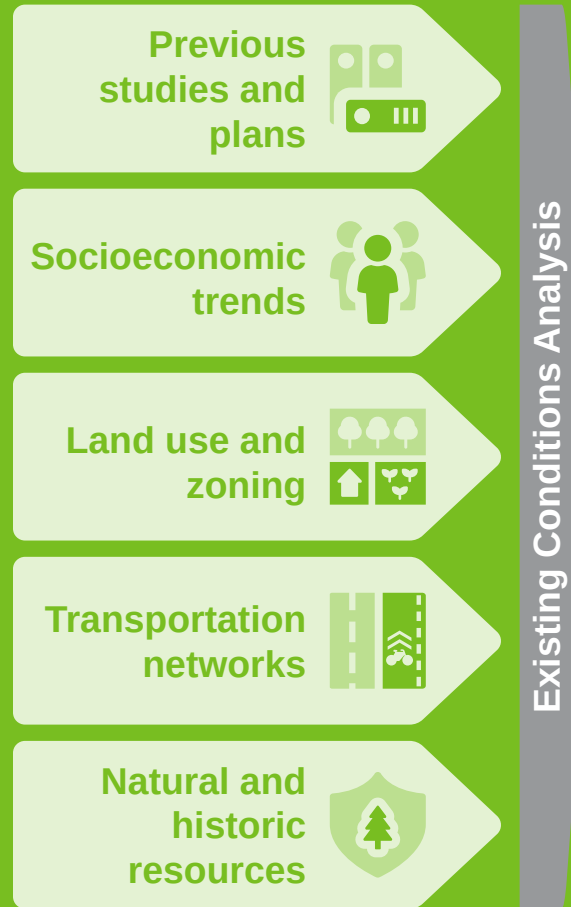 Previous
studies and
plans
Socioeconomic
trends
Land use and
zoning
Transportation
networks
Natural and
historic
resources
Existing Conditions Analysis